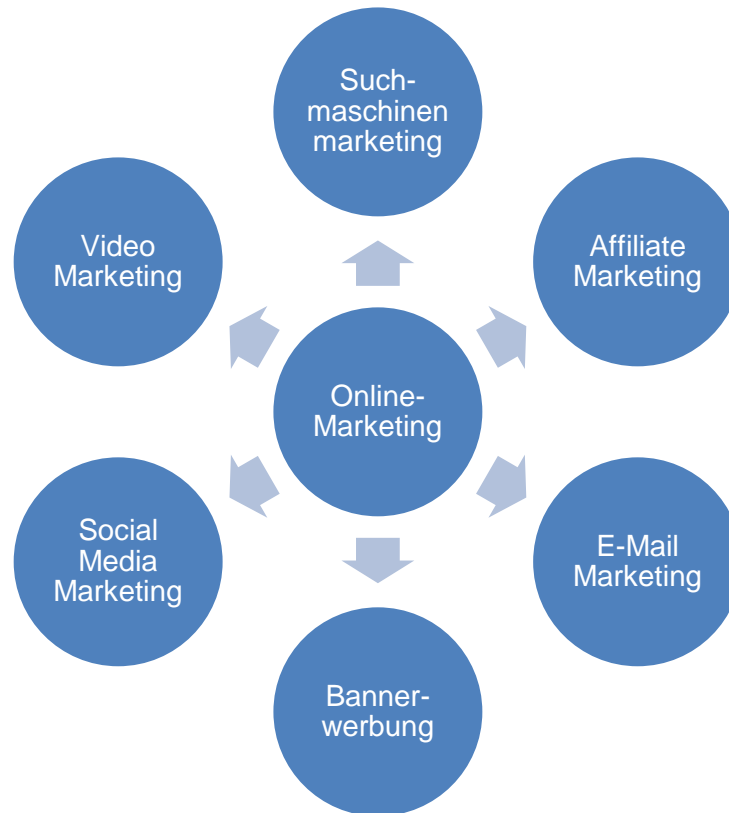 Such-
maschinen
marketing
Video
Marketing
Affiliate
Marketing
Online-
Marketing
Social
Media
Marketing
E-Mail
Marketing
Banner-
werbung